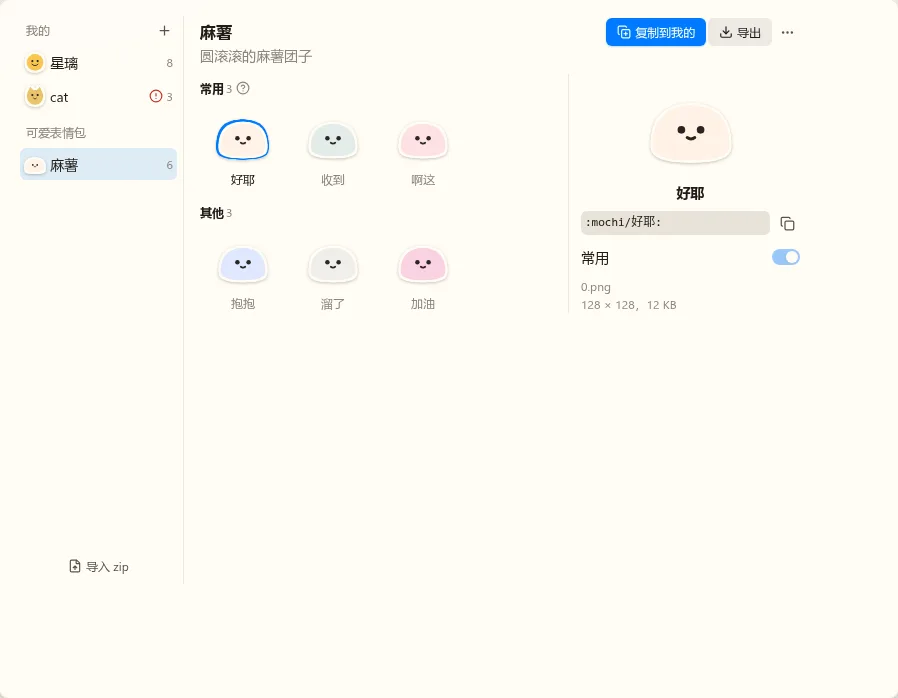 我的
星璃 8
cat 3
可爱表情包
麻薯 6
导入 zip
麻薯
圆滚滚的麻薯团子
复制到我的
导出
常用 3
好耶 收到 啊这
其他 3
抱抱 溜了 加油
好耶
:mochi/好耶:
常用
0.png
128 × 128, 12 KB